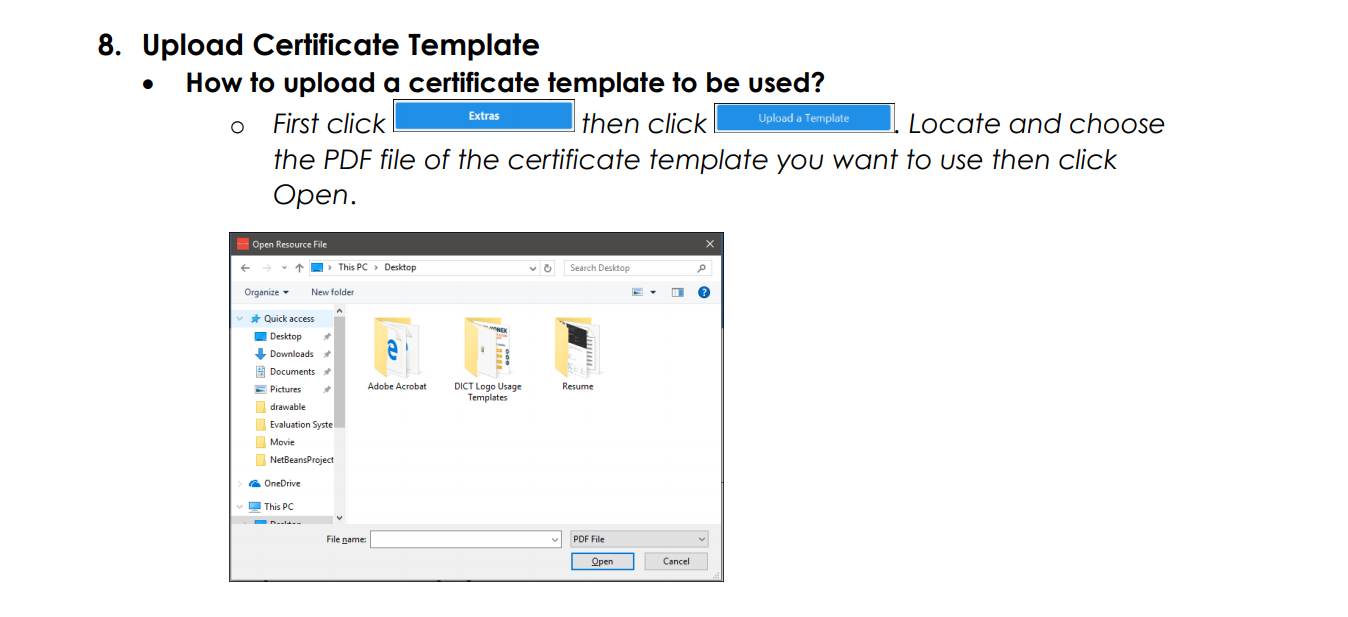 8. Upload Certificate Template
• How to upload a certificate template to be used?
o First click Extras then click Upload a Template . Locate and choose
the PDF file of the certificate template you want to use then click
Open.
Open Resource File
This PC > Desktop
Search Desktop
Organize
New folder
Quick access
Desktop
Downloads
Documents
Pictures
drawable
Evaluation Syste
Movie
NetBeansProject
OneDrive
This PC
Adobe Acrobat
DICT Logo Usage
Templates
Resume
File name:
PDF File
Open
Cancel